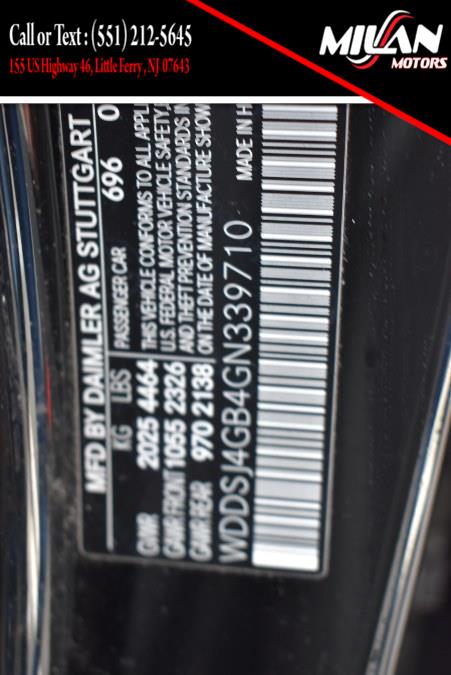 Call or Text : (551) 212-5645
155 US Highway 46, Little Ferry, NJ 07643
MILAN
MOTORS
MFD BY DAIMLER AG STUTTGART
KG LBS PASSENGER CAR 696 0
GVWR 2025 4464 THIS VEHICLE CONFORMS TO ALL APPL
GAWR FRONT 1055 2326 U.S. FEDERAL MOTOR VEHICLE SAFETY
AND THEFT PREVENTION STANDARDS IN
GAWR REAR 970 2138 ON DATE OF MANUFACTURE SHOW
WDDSJ4GB4GN339710 MADE IN H